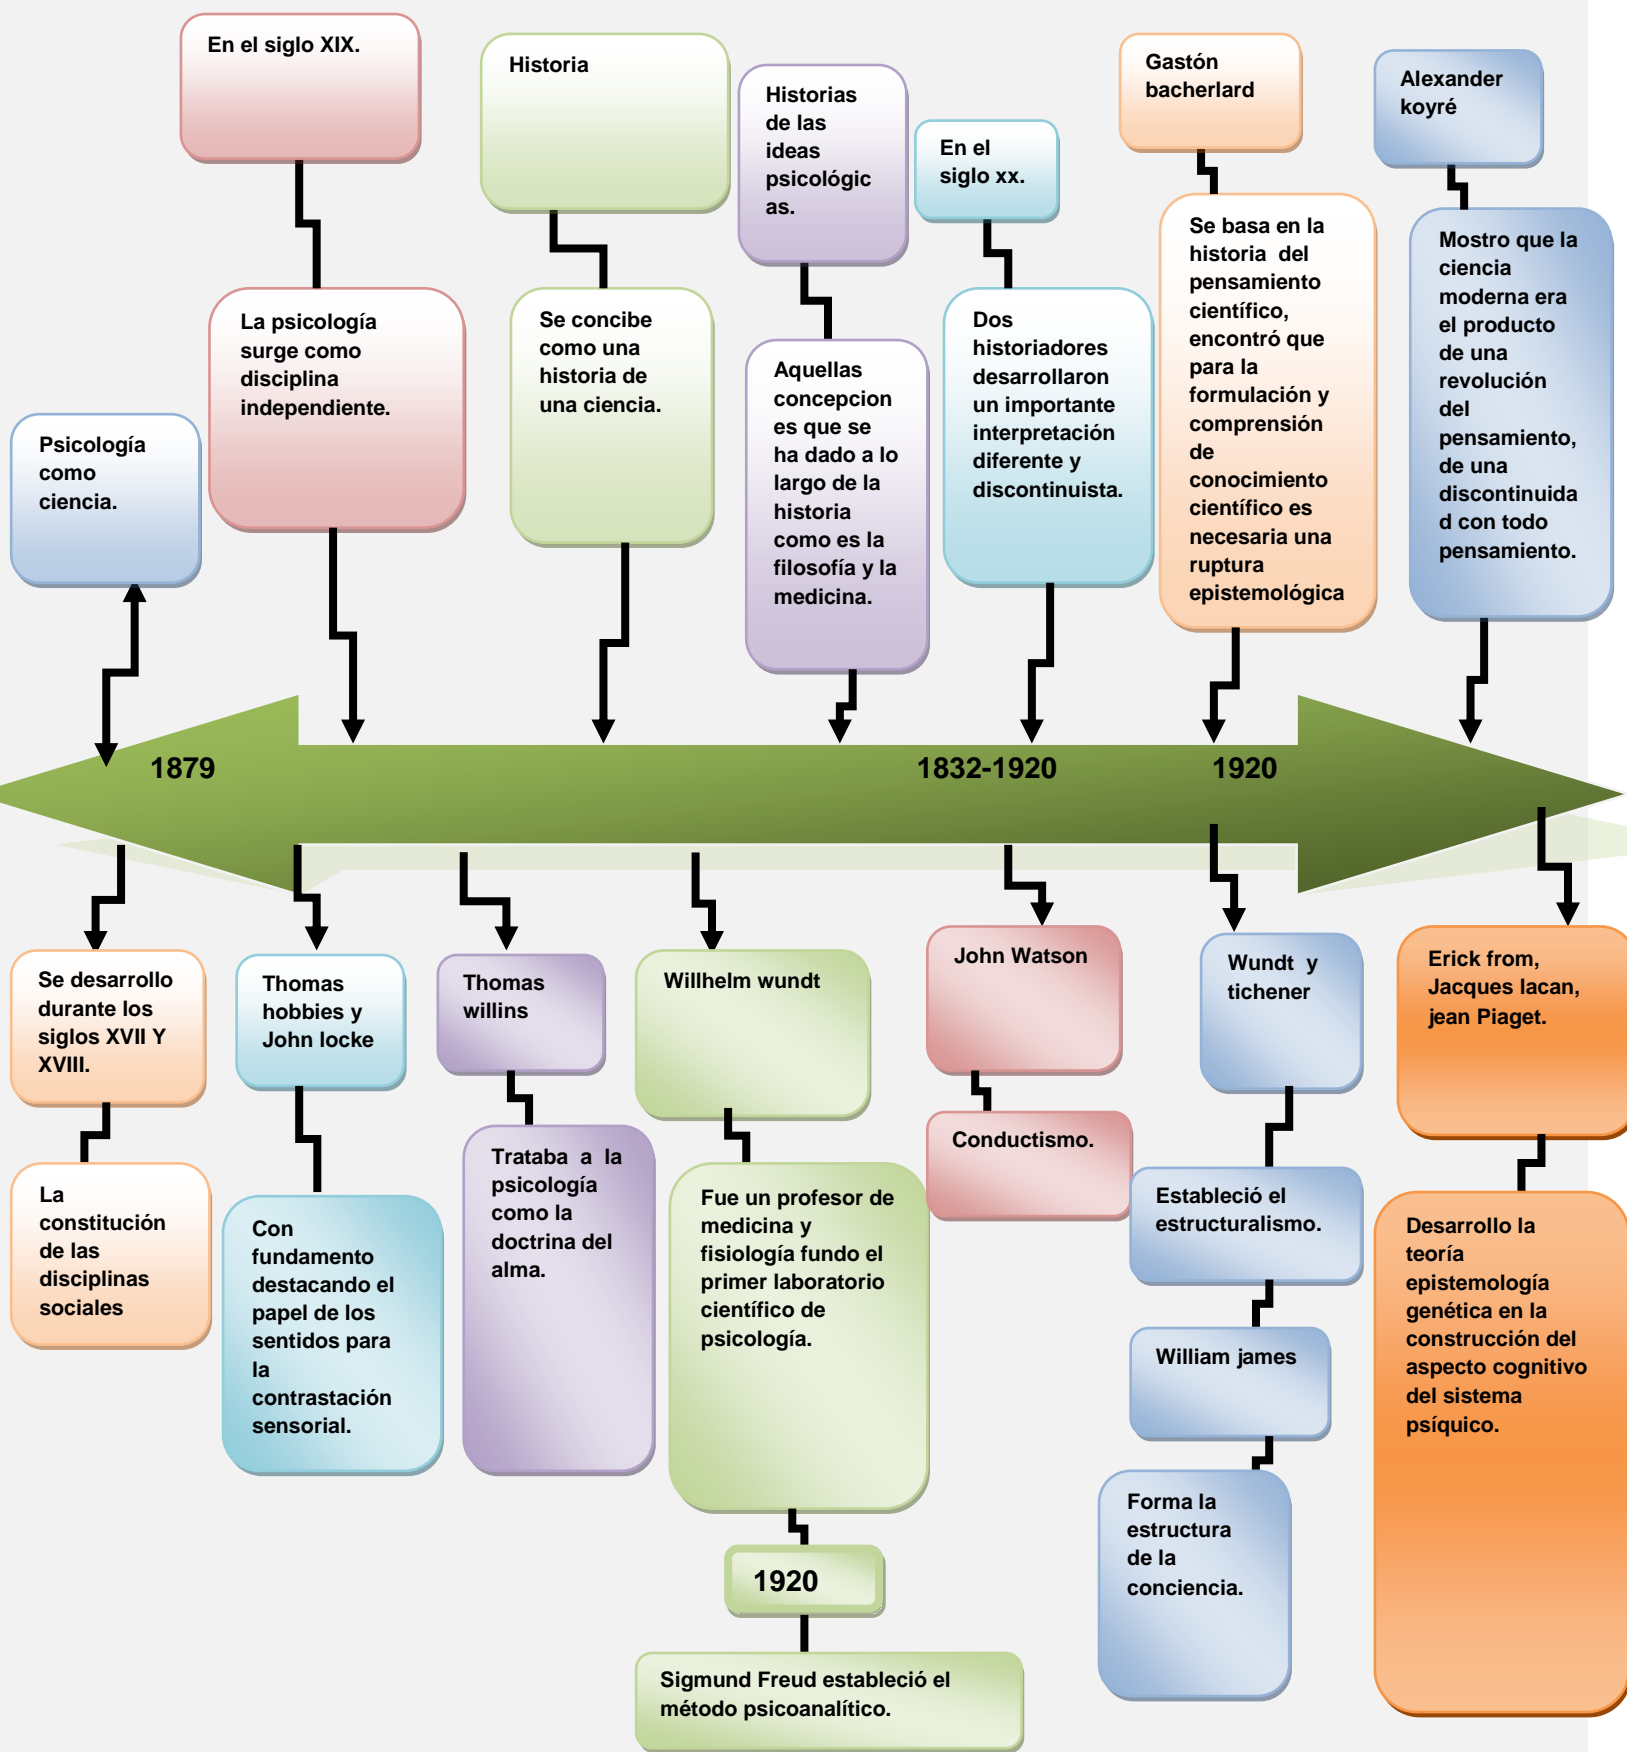 En el siglo XIX.
La psicología
surge como
disciplina
independiente.
Psicología
como
ciencia.
Historia
Se concibe
como una
historia de
una ciencia.
Historias
de las
ideas
psicológic
as.
Aquellas
concepcion
es que se
ha dado a lo
largo de la
historia
como es la
filosofía y la
medicina.
En el
siglo xx.
Dos
historiadores
desarrollaron
un importante
interpretación
diferente y
discontinuista.
Gastón
bacherlard
Se basa en la
historia del
pensamiento
científico,
encontró que
para la
formulación y
comprensión
de
conocimiento
científico es
necesaria una
ruptura
epistemológica
Alexander
koyré
Mostro que la
ciencia
moderna era
el producto
de una
revolución
del
pensamiento,
de una
discontinuida
d con todo
pensamiento.
1879
1832-1920
1920
Se desarrollo
durante los
siglos XVII Y
XVIII.
La
constitución
de las
disciplinas
sociales
Thomas
hobbies y
John locke
Con
fundamento
destacando el
papel de los
sentidos para
la
contrastación
sensorial.
Thomas
willins
Trataba a la
psicología
como la
doctrina del
alma.
Willhelm wundt
Fue un profesor de
medicina y
fisiología fundo el
primer laboratorio
científico de
psicología.
1920
Sigmund Freud estableció el
método psicoanalítico.
John Watson
Conductismo.
Wundt y
tichener
Estableció el
estructuralismo.
William james
Forma la
estructura
de la
conciencia.
Erick from,
Jacques lacan,
jean Piaget.
Desarrollo la
teoría
epistemología
genética en la
construcción del
aspecto cognitivo
del sistema
psíquico.